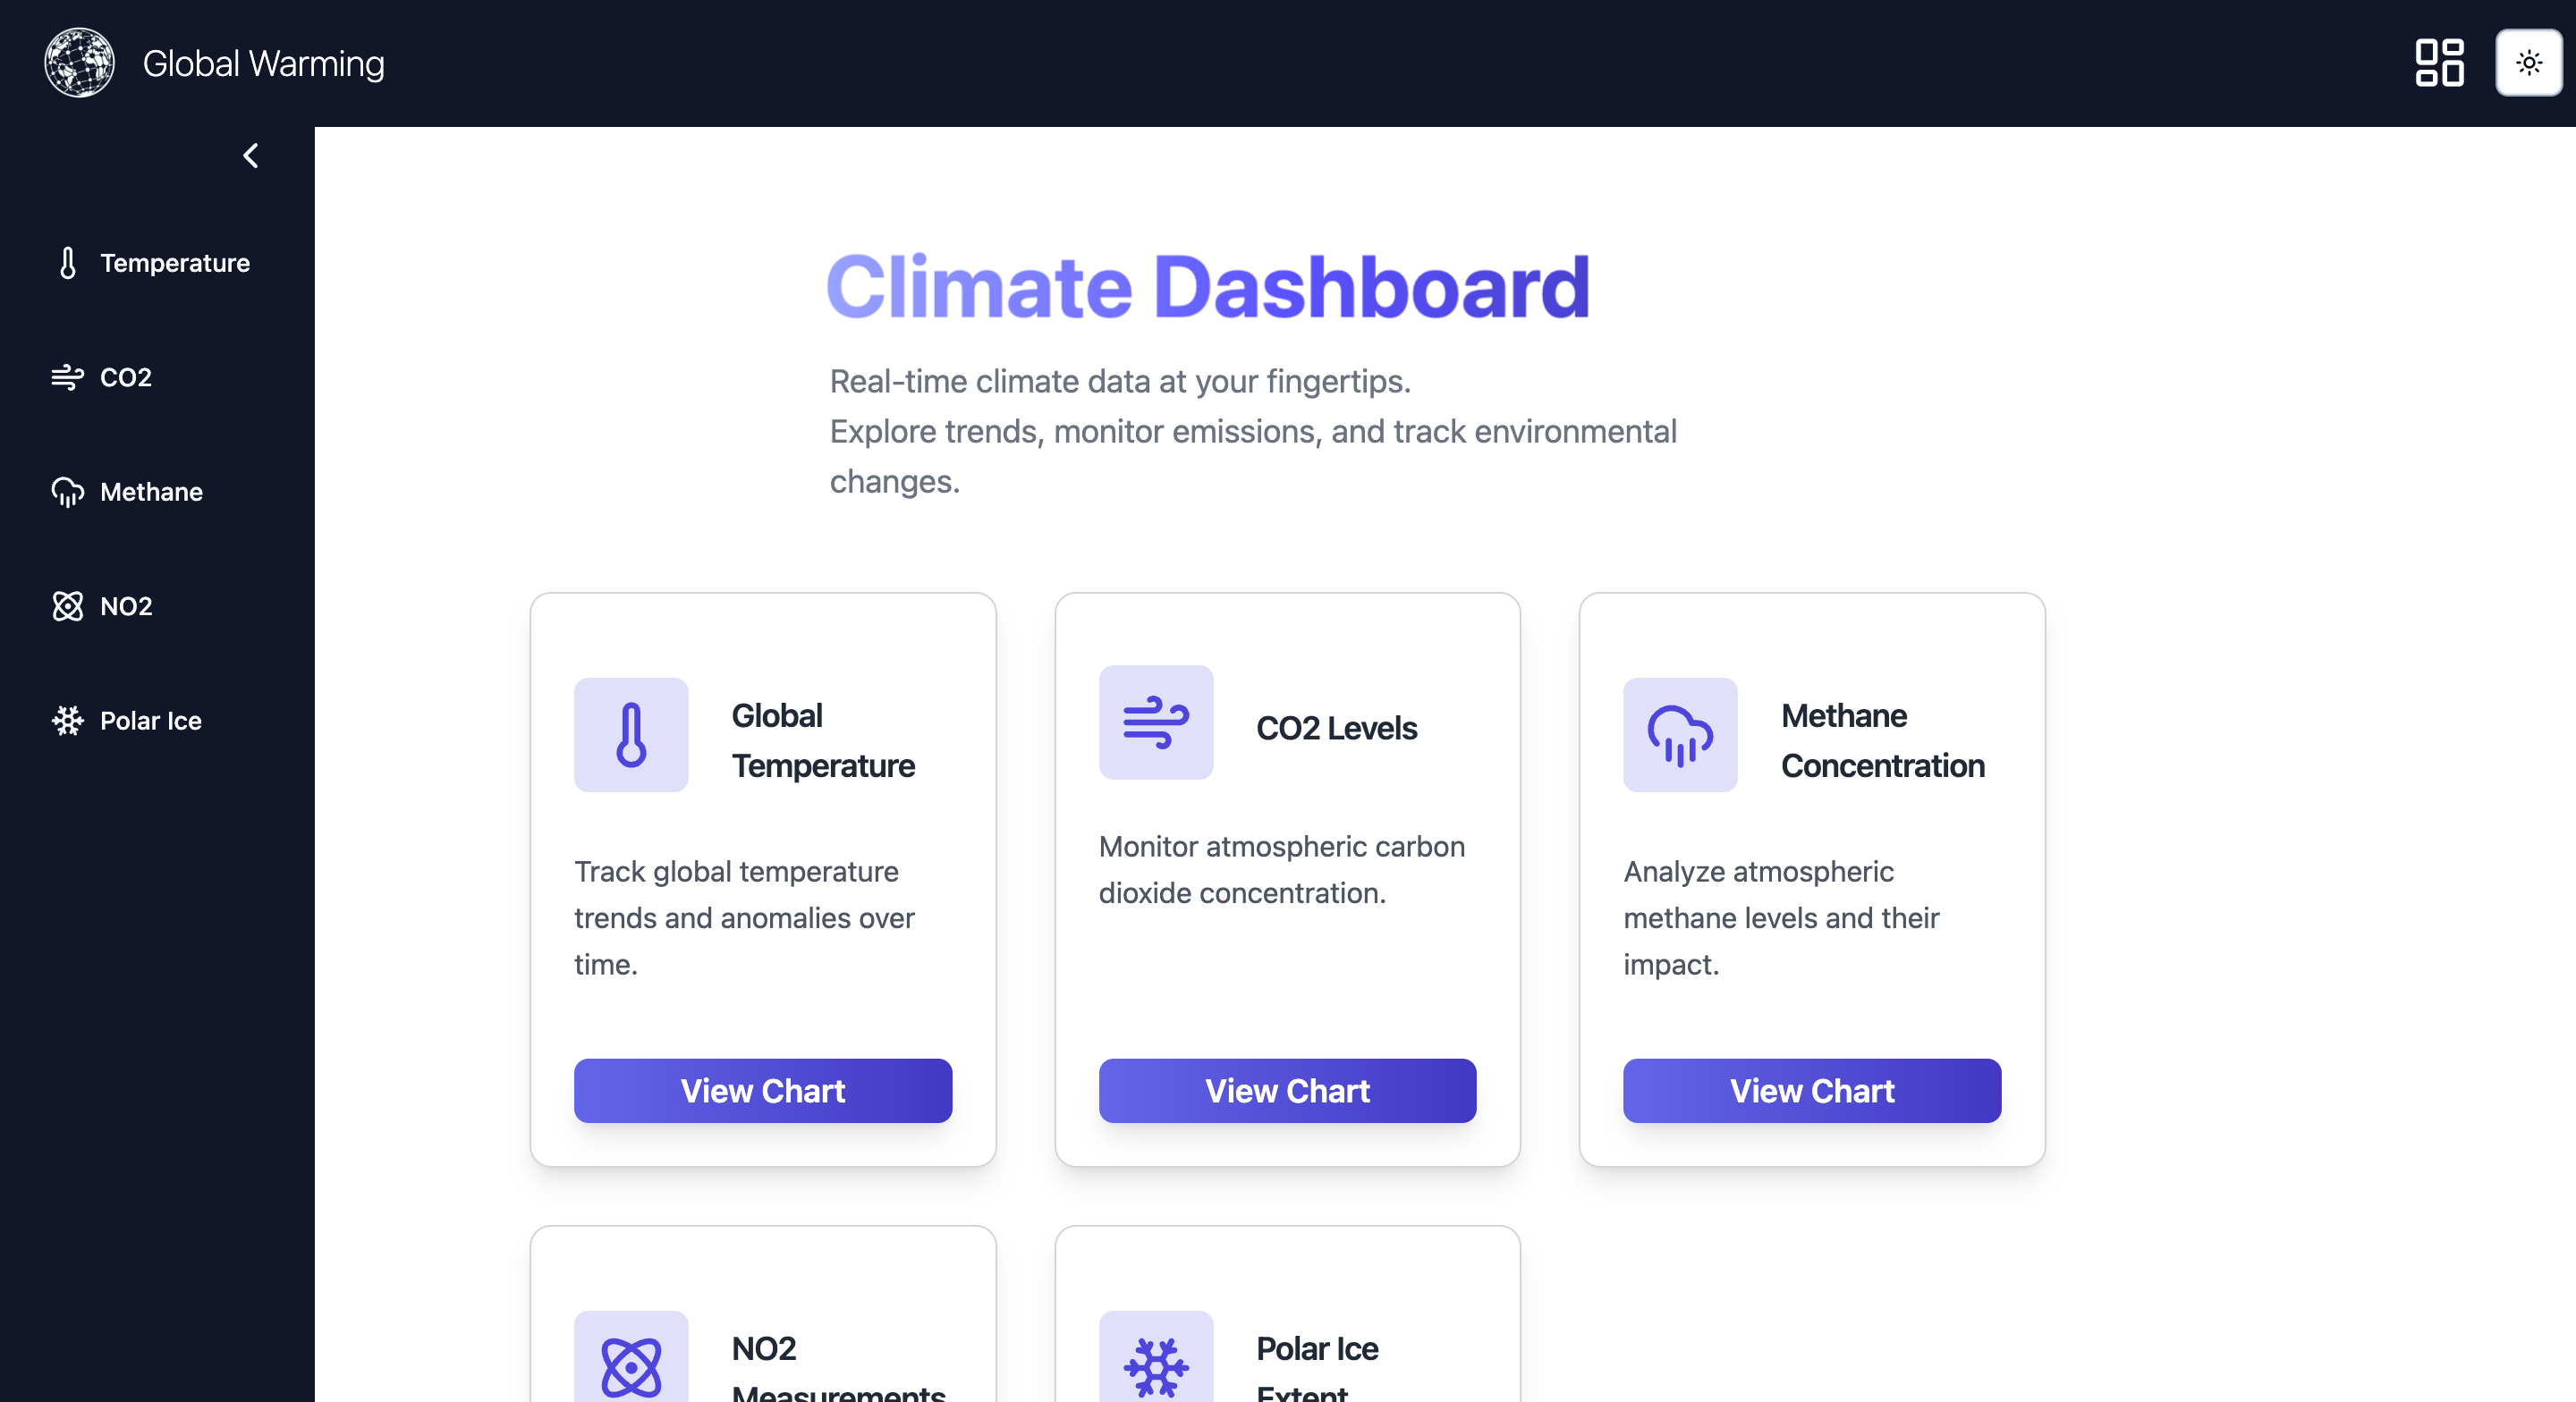 Global Warming
Temperature
CO2
Methane
NO2
Polar Ice
Climate Dashboard
Real-time climate data at your fingertips.
Explore trends, monitor emissions, and track environmental
changes.
Global
Temperature
Track global temperature
trends and anomalies over
time.
View Chart
CO2 Levels
Monitor atmospheric carbon
dioxide concentration.
View Chart
Methane
Concentration
Analyze atmospheric
methane levels and their
impact.
View Chart
NO2
Measurements
Polar Ice
Extent